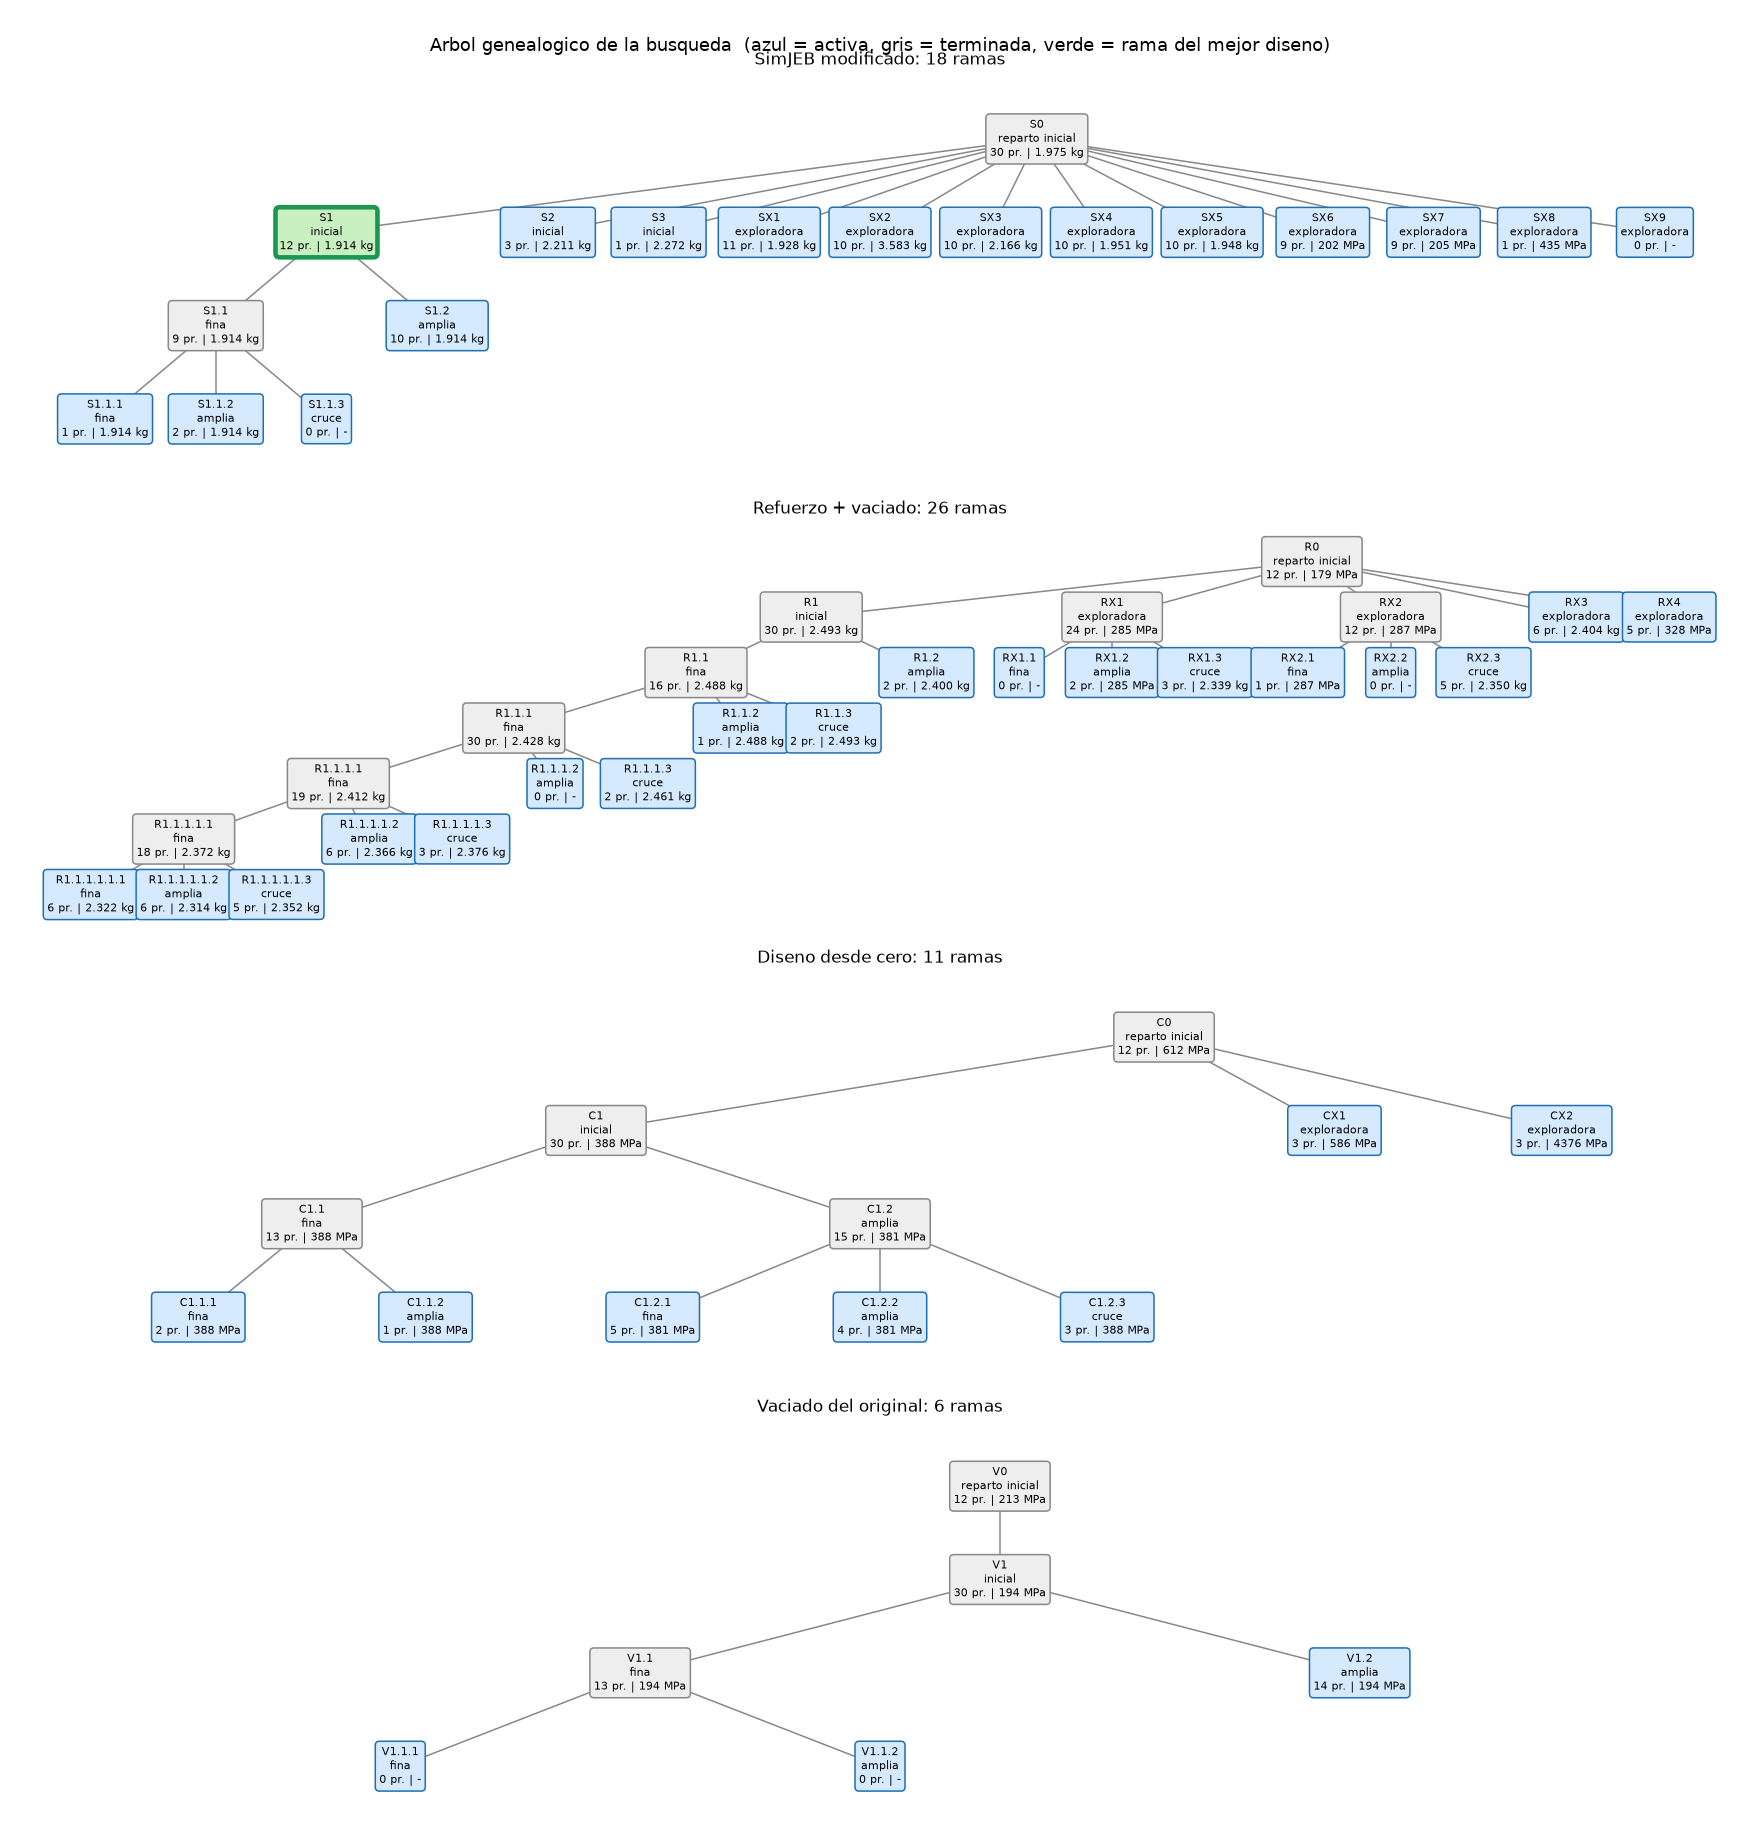 Arbol genealogico de la busqueda  (azul = activa, gris = terminada, verde = rama del mejor diseno)
SimJEB modificado: 18 ramas
S0
reparto inicial
30 pr. | 1.975 kg
S1
inicial
12 pr. | 1.914 kg
S2
inicial
3 pr. | 2.211 kg
S3
inicial
1 pr. | 2.272 kg
SX1
exploradora
11 pr. | 1.928 kg
SX2
exploradora
10 pr. | 3.583 kg
SX3
exploradora
10 pr. | 2.166 kg
SX4
exploradora
10 pr. | 1.951 kg
SX5
exploradora
10 pr. | 1.948 kg
SX6
exploradora
9 pr. | 202 MPa
SX7
exploradora
9 pr. | 205 MPa
SX8
exploradora
1 pr. | 435 MPa
SX9
exploradora
0 pr. | -
S1.1
fina
9 pr. | 1.914 kg
S1.2
amplia
10 pr. | 1.914 kg
S1.1.1
fina
1 pr. | 1.914 kg
S1.1.2
amplia
2 pr. | 1.914 kg
S1.1.3
cruce
0 pr. | -
Refuerzo + vaciado: 26 ramas
R0
reparto inicial
12 pr. | 179 MPa
R1
inicial
30 pr. | 2.493 kg
RX1
exploradora
24 pr. | 285 MPa
RX2
exploradora
12 pr. | 287 MPa
RX3
exploradora
6 pr. | 2.404 kg
RX4
exploradora
5 pr. | 328 MPa
R1.1
fina
16 pr. | 2.488 kg
R1.2
amplia
2 pr. | 2.400 kg
RX1.1
fina
0 pr. | -
RX1.2
amplia
2 pr. | 285 MPa
RX1.3
cruce
3 pr. | 2.339 kg
RX2.1
fina
1 pr. | 287 MPa
RX2.2
amplia
0 pr. | -
RX2.3
cruce
5 pr. | 2.350 kg
R1.1.1
fina
30 pr. | 2.428 kg
R1.1.2
amplia
1 pr. | 2.488 kg
R1.1.3
cruce
2 pr. | 2.493 kg
R1.1.1.1
fina
19 pr. | 2.412 kg
R1.1.1.2
amplia
0 pr. | -
R1.1.1.3
cruce
2 pr. | 2.461 kg
R1.1.1.1.1
fina
18 pr. | 2.372 kg
R1.1.1.1.2
amplia
6 pr. | 2.366 kg
R1.1.1.1.3
cruce
3 pr. | 2.376 kg
R1.1.1.1.1.1
fina
6 pr. | 2.322 kg
R1.1.1.1.1.2
amplia
6 pr. | 2.314 kg
R1.1.1.1.1.3
cruce
5 pr. | 2.352 kg
Diseno desde cero: 11 ramas
C0
reparto inicial
12 pr. | 612 MPa
C1
inicial
30 pr. | 388 MPa
CX1
exploradora
3 pr. | 586 MPa
CX2
exploradora
3 pr. | 4376 MPa
C1.1
fina
13 pr. | 388 MPa
C1.2
amplia
15 pr. | 381 MPa
C1.1.1
fina
2 pr. | 388 MPa
C1.1.2
amplia
1 pr. | 388 MPa
C1.2.1
fina
5 pr. | 381 MPa
C1.2.2
amplia
4 pr. | 381 MPa
C1.2.3
cruce
3 pr. | 388 MPa
Vaciado del original: 6 ramas
V0
reparto inicial
12 pr. | 213 MPa
V1
inicial
30 pr. | 194 MPa
V1.1
fina
13 pr. | 194 MPa
V1.2
amplia
14 pr. | 194 MPa
V1.1.1
fina
0 pr. | -
V1.1.2
amplia
0 pr. | -